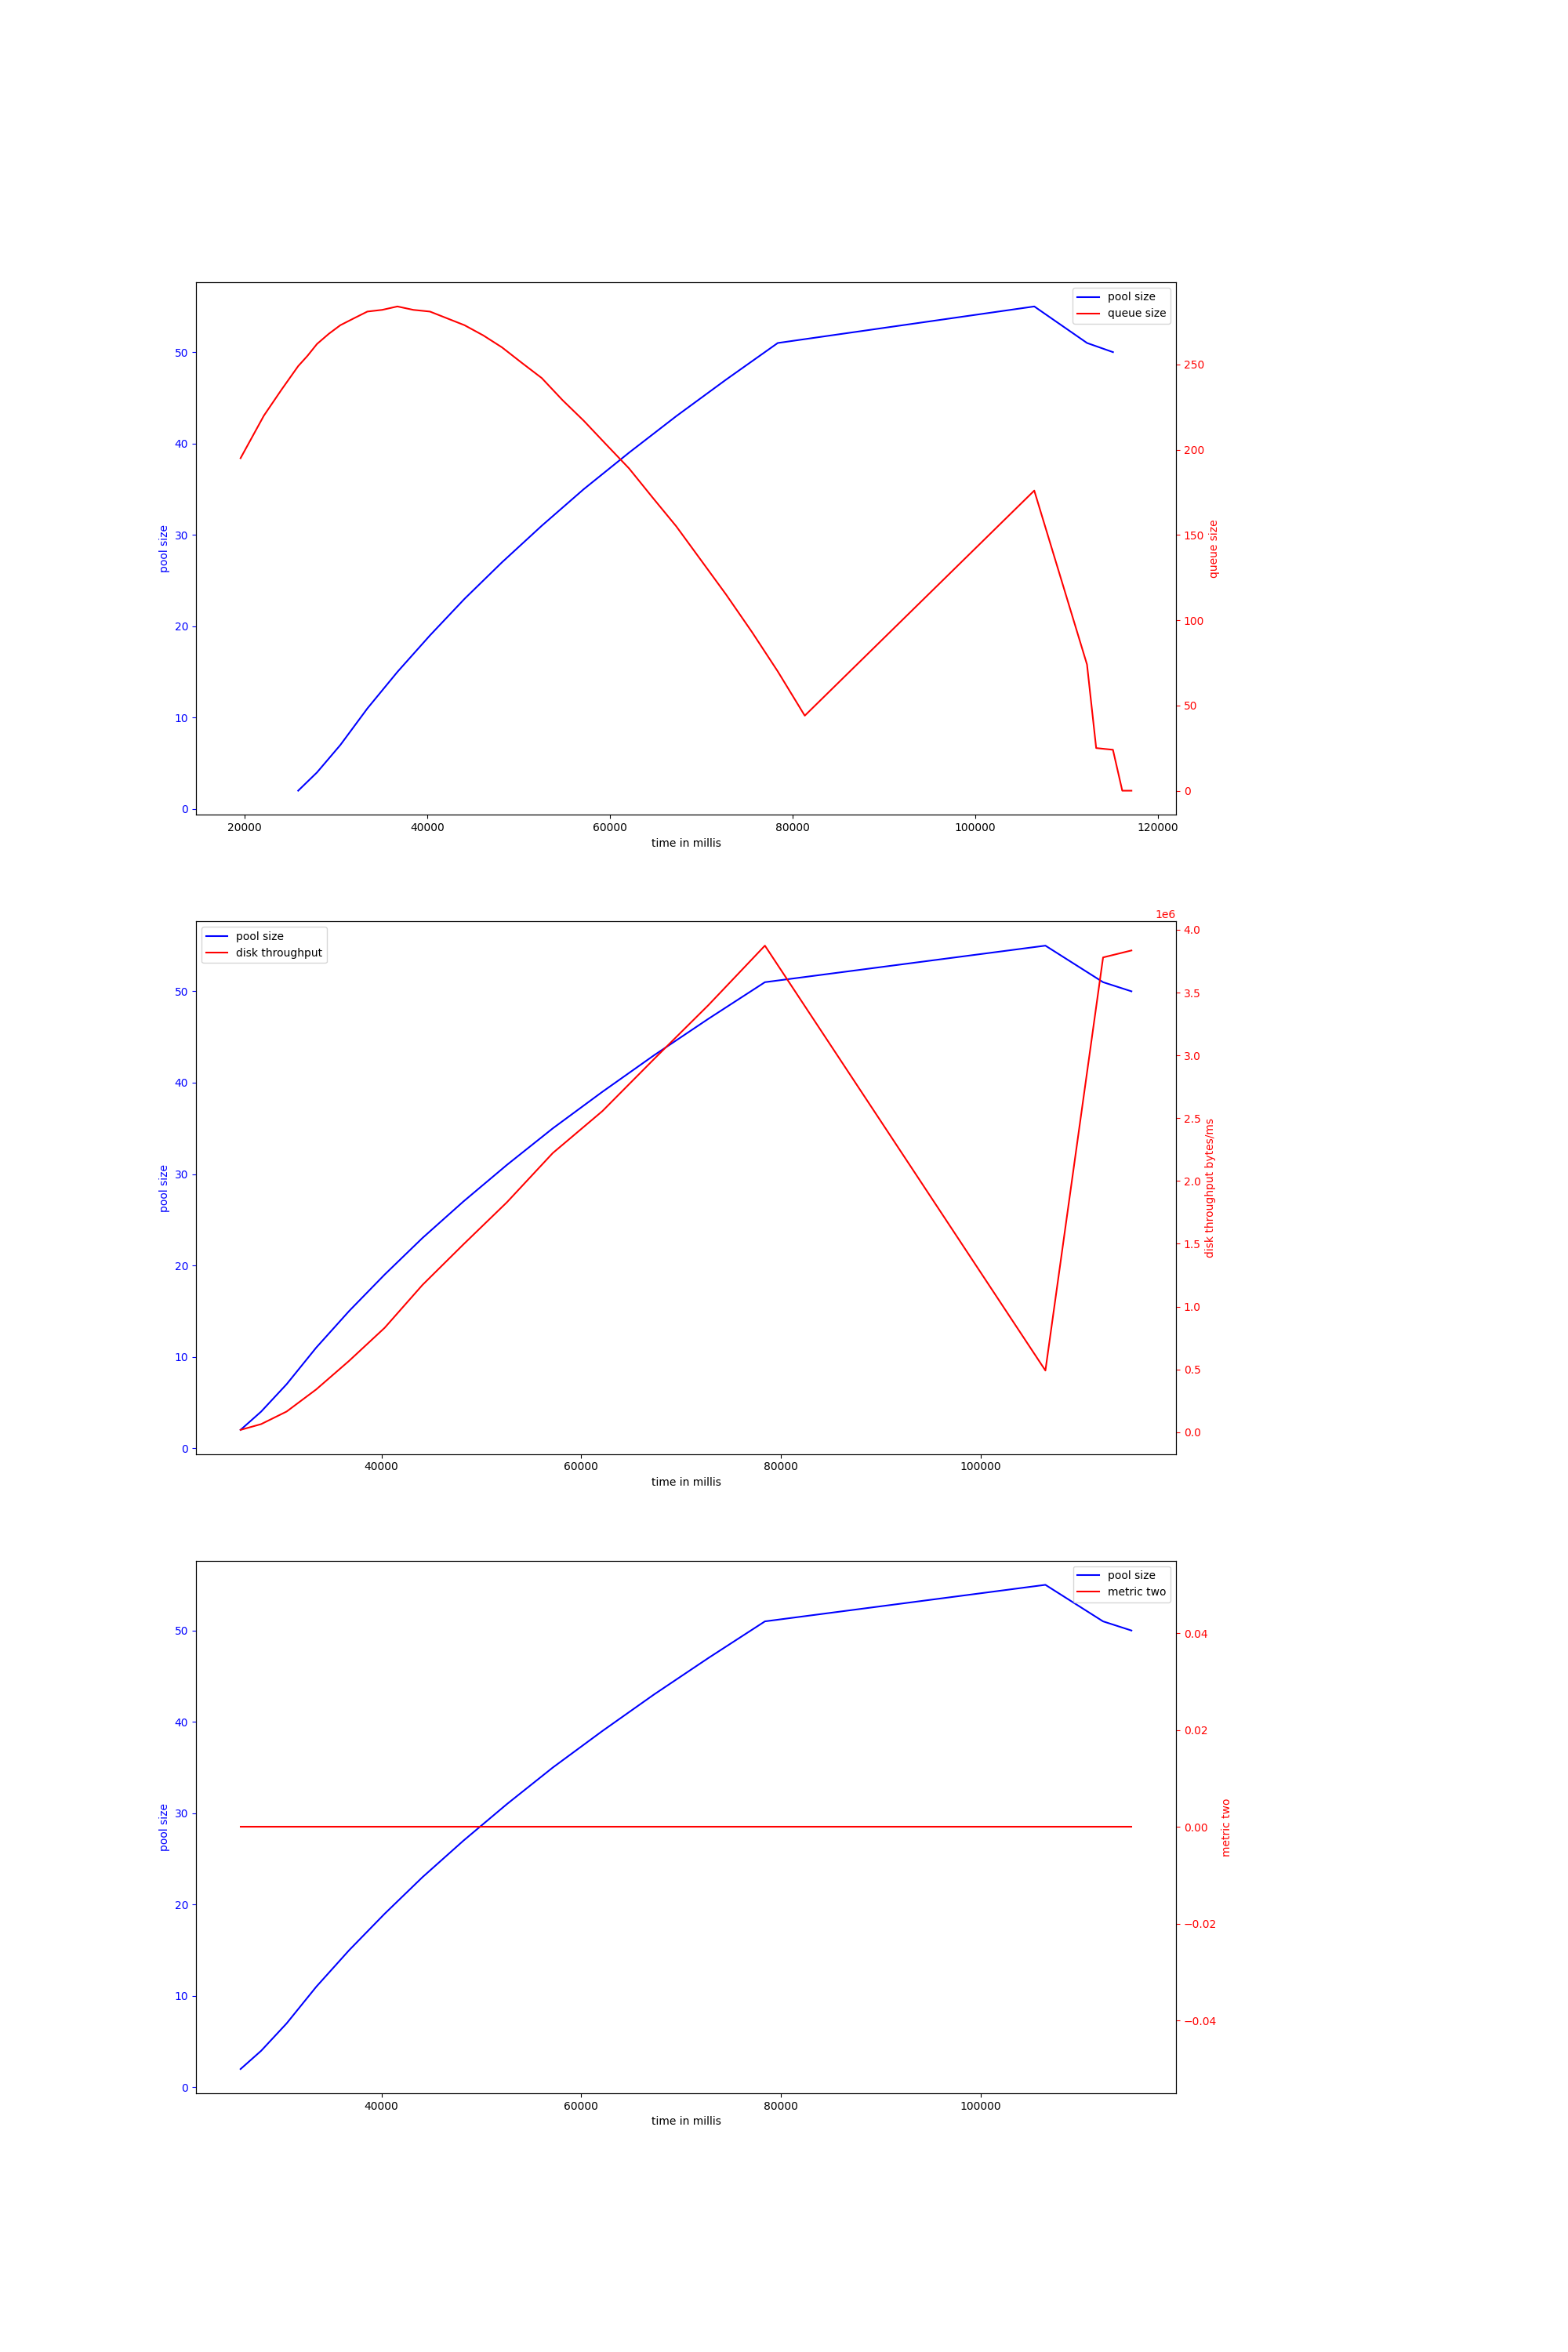 pool size
queue size
50
40
30
20
10
0
pool size
250
200
150
100
50
0
queue size
20000 40000 60000 80000 100000 120000
time in millis
1e6
pool size
disk throughput
50
40
30
20
10
0
pool size
4.0
3.5
3.0
2.5
2.0
1.5
1.0
0.5
0.0
disk throughput bytes/ms
40000 60000 80000 100000
time in millis
pool size
metric two
50
40
30
20
10
0
pool size
0.04
0.02
0.00
−0.02
−0.04
metric two
40000 60000 80000 100000
time in millis